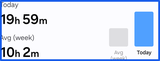 Today
19h 59m
Avg (week)
10h 2m
Avg (week)
Today